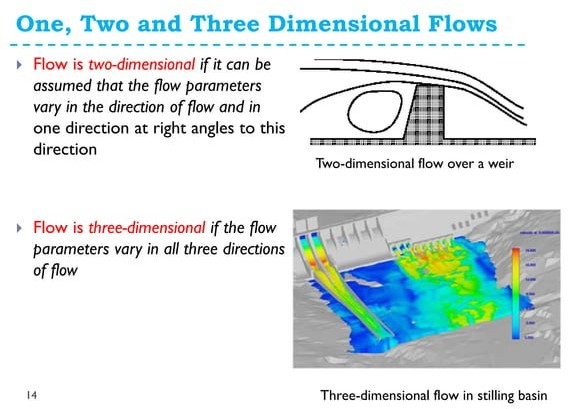 One, Two and Three Dimensional Flows
Flow is two-dimensional if it can be
assumed that the flow parameters
vary in the direction of flow and in
one direction at right angles to this
direction
Two-dimensional flow over a weir
Flow is three-dimensional if the flow
parameters vary in all three directions
of flow
14
Three-dimensional flow in stilling basin